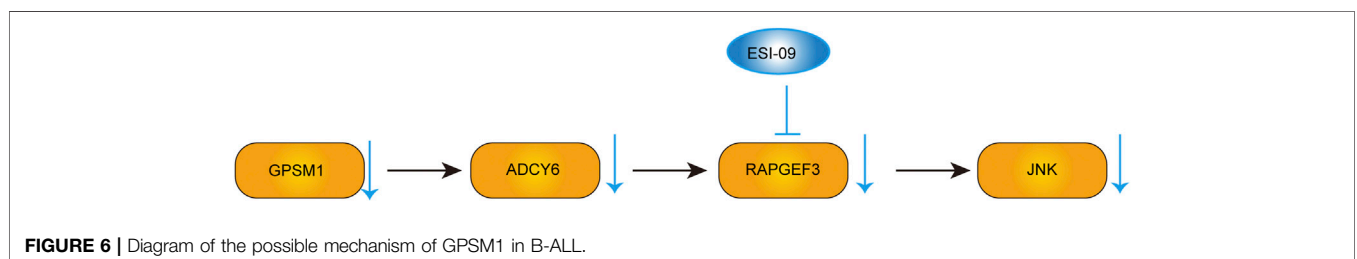 ESI-09
GPSM1
ADCY6
RAPGEF3
JNK
FIGURE 6 | Diagram of the possible mechanism of GPSM1 in B-ALL.